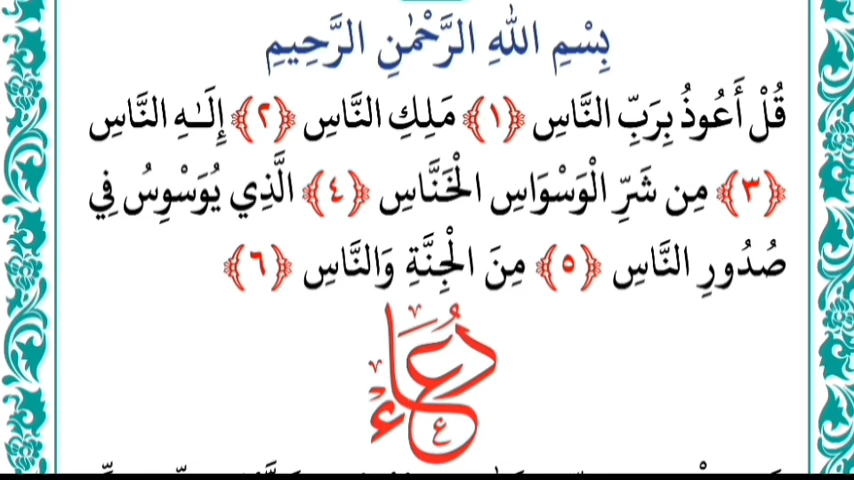 بِسْمِ اللهِ الرَّحْمٰنِ الرَّحِيمِ
قُلْ أَعُوذُ بِرَبِّ النَّاسِ ﴿١﴾ مَلِكِ النَّاسِ ﴿٢﴾ إِلَـٰهِ النَّاسِ
﴿٣﴾ مِن شَرِّ الْوَسْوَاسِ الْخَنَّاسِ ﴿٤﴾ الَّذِي يُوَسْوِسُ فِي
صُدُورِ النَّاسِ ﴿٥﴾ مِنَ الْجِنَّةِ وَالنَّاسِ ﴿٦﴾
دُعَاءْ